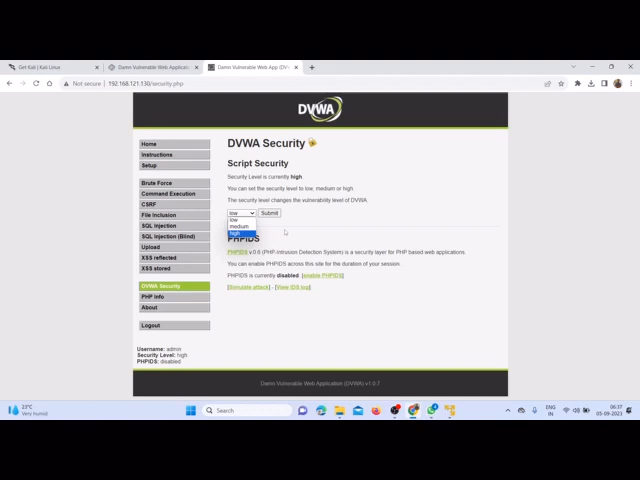 Get Kali | Kali Linux
Damn Vulnerable Web Applicatio
Damn Vulnerable Web App (DV
Not secure
192.168.121.130/security.php
DVWA
Home
Instructions
Setup
Brute Force
Command Execution
CSRF
File Inclusion
SQL Injection
SQL Injection (Blind)
Upload
XSS reflected
XSS stored
DVWA Security
PHP Info
About
Logout
Username: admin
Security Level: high
PHPIDS: disabled
DVWA Security
Script Security
Security Level is currently high.
You can set the security level to low, medium or high.
The security level changes the vulnerability level of DVWA.
low
Submit
low
medium
high
PHPIDS
PHPIDS v.0.6 (PHP-Intrusion Detection System) is a security layer for PHP based web applications.
You can enable PHPIDS across this site for the duration of your session.
PHPIDS is currently disabled. [enable PHPIDS]
[Simulate attack] - [View IDS log]
Damn Vulnerable Web Application (DVWA) v1.0.7
23°C
Very humid
Search
ENG
IN
06:37
05-09-2023